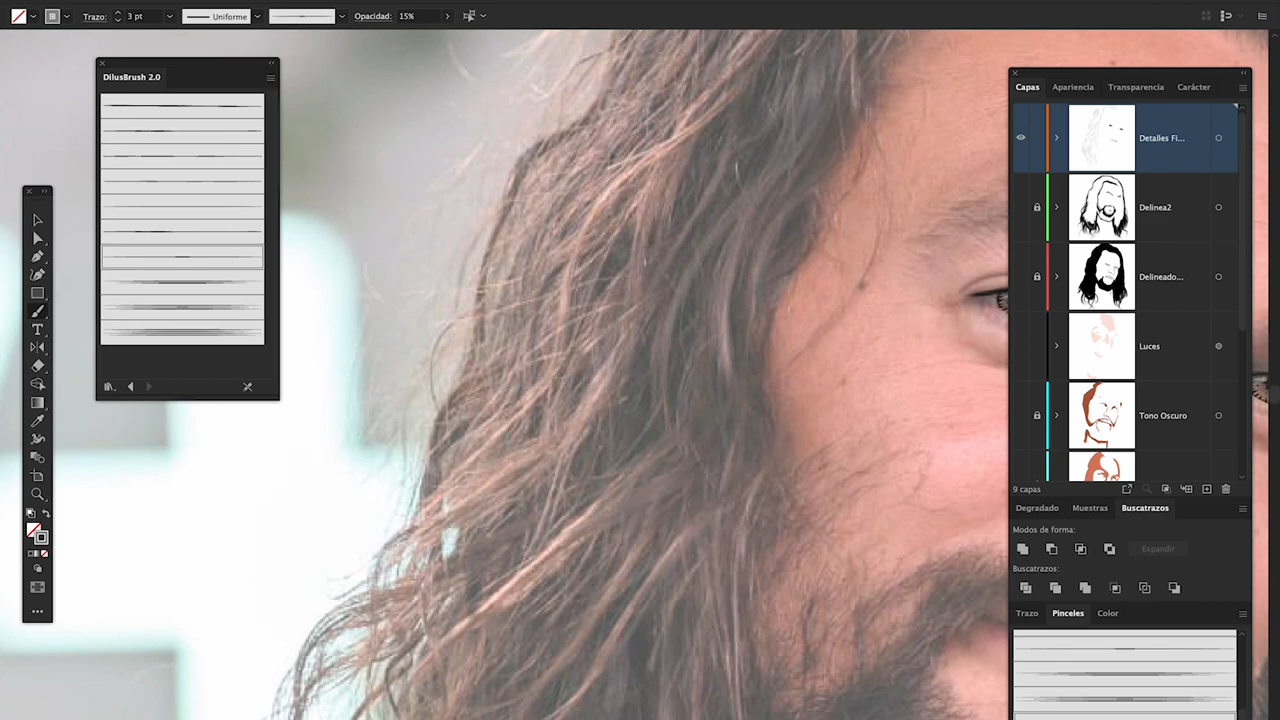 Trazo: 3 pt Uniforme Opacidad: 15%
DilusBrush 2.0
Capas Apariencia Transparencia Carácter
Detalles Fi...
Delinea2
Delineado...
Luces
Tono Oscuro
9 capas
Degradado Muestras Buscatrazos
Modos de forma:
Expandir
Buscatrazos:
Trazo Pinceles Color